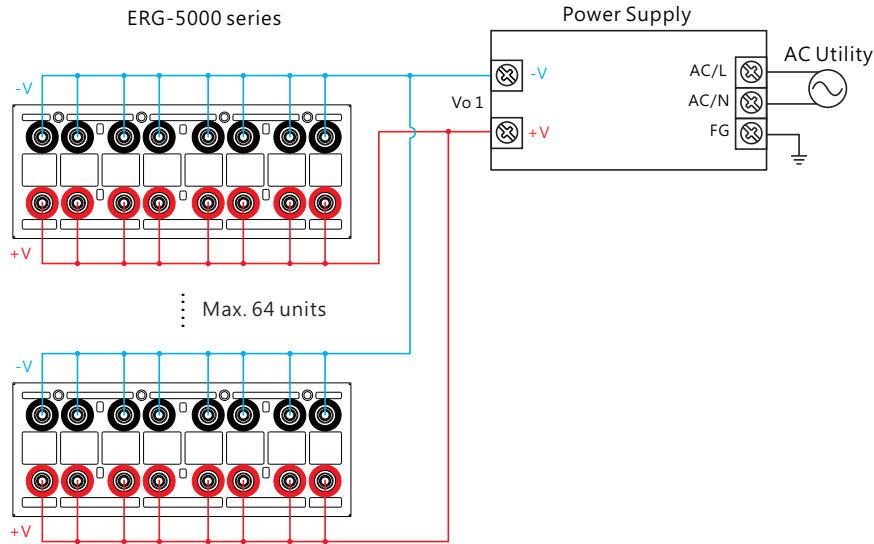 ERG-5000 series
Power Supply
AC Utility
-V
-V
Vo 1
+V
AC/L
AC/N
FG
+V
Max. 64 units
-V
+V